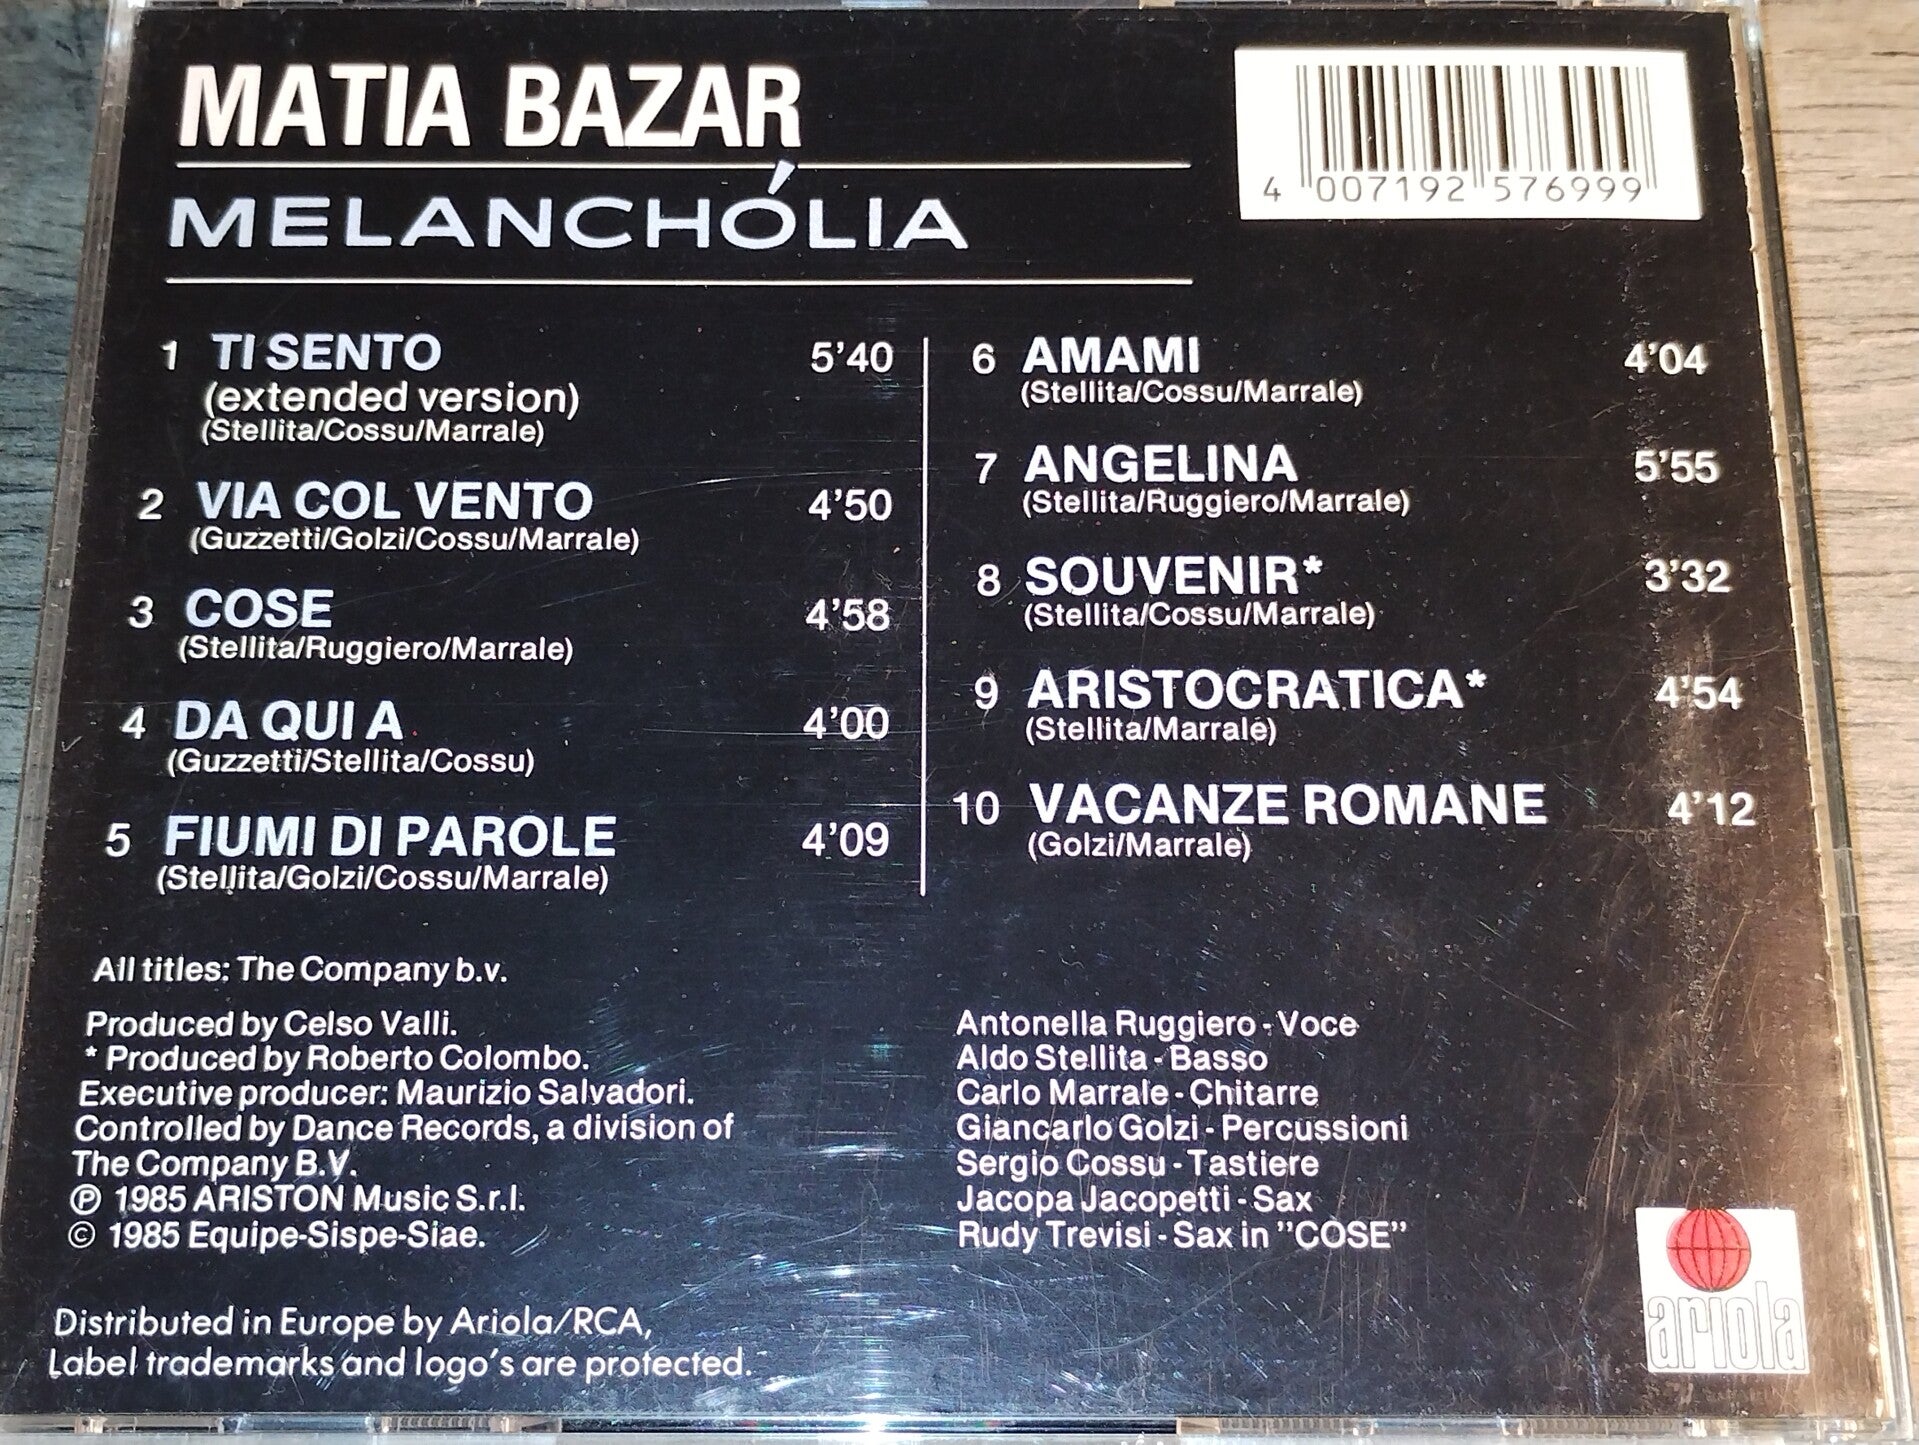 MATIA BAZAR
MELANCHÓLIA
4 007192 576999
1 TI SENTO 5'40
(extended version)
(Stellita/Cossu/Marrale)
2 VIA COL VENTO 4'50
(Guzzetti/Golzi/Cossu/Marrale)
3 COSE 4'58
(Stellita/Ruggiero/Marrale)
4 DA QUI A 4'00
(Guzzetti/Stellita/Cossu)
5 FIUMI DI PAROLE 4'09
(Stellita/Golzi/Cossu/Marrale)
6 AMAMI 4'04
(Stellita/Cossu/Marrale)
7 ANGELINA 5'55
(Stellita/Ruggiero/Marrale)
8 SOUVENIR* 3'32
(Stellita/Cossu/Marrale)
9 ARISTOCRATICA* 4'54
(Stellita/Marrale)
10 VACANZE ROMANE 4'12
(Golzi/Marrale)
All titles: The Company b.v.
Produced by Celso Valli.
* Produced by Roberto Colombo.
Executive producer: Maurizio Salvadori.
Controlled by Dance Records, a division of
The Company B.V.
℗ 1985 ARISTON Music S.r.l.
© 1985 Equipe-Sispe-Siae.
Antonella Ruggiero - Voce
Aldo Stellita - Basso
Carlo Marrale - Chitarre
Giancarlo Golzi - Percussioni
Sergio Cossu - Tastiere
Jacopa Jacopetti - Sax
Rudy Trevisi - Sax in "COSE"
Distributed in Europe by Ariola/RCA,
Label trademarks and logo's are protected.
ariola